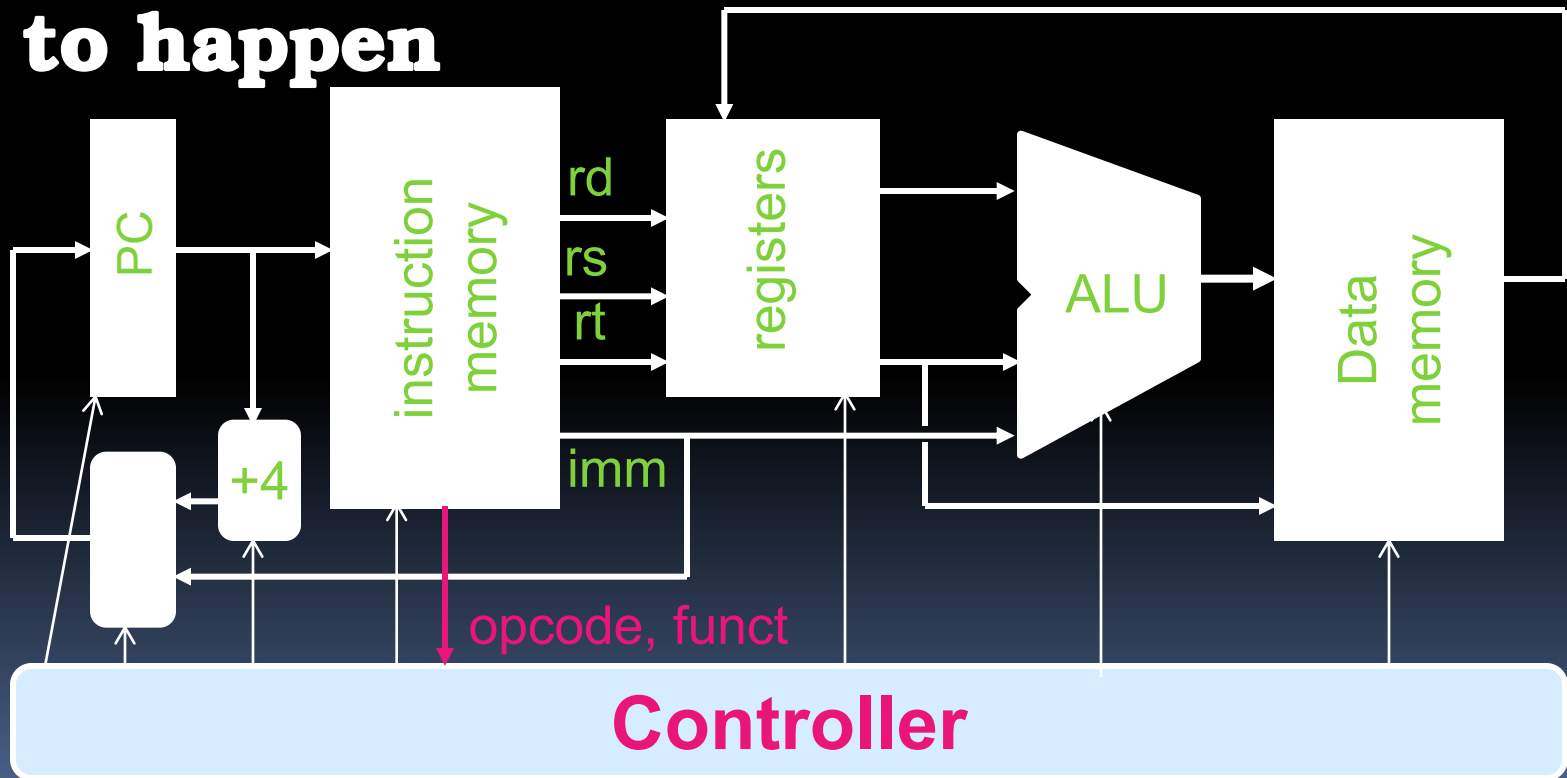 to happen
PC
instruction
memory
rd
rs
rt
imm
registers
ALU
Data
memory
+4
opcode, funct
Controller